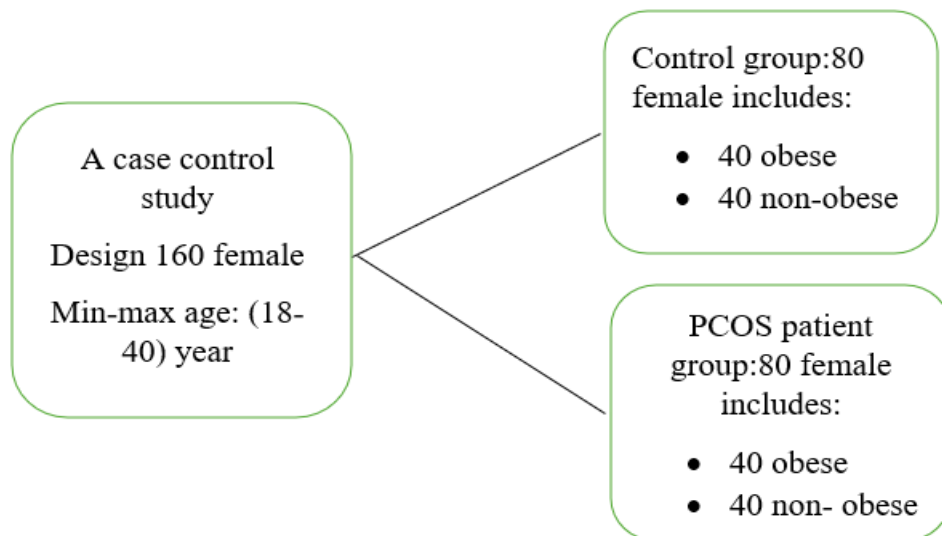 A case control
study
Design 160 female
Min-max age: (18-
40) year
Control group:80
female includes:
• 40 obese
• 40 non-obese
PCOS patient
group:80 female
includes:
• 40 obese
• 40 non- obese